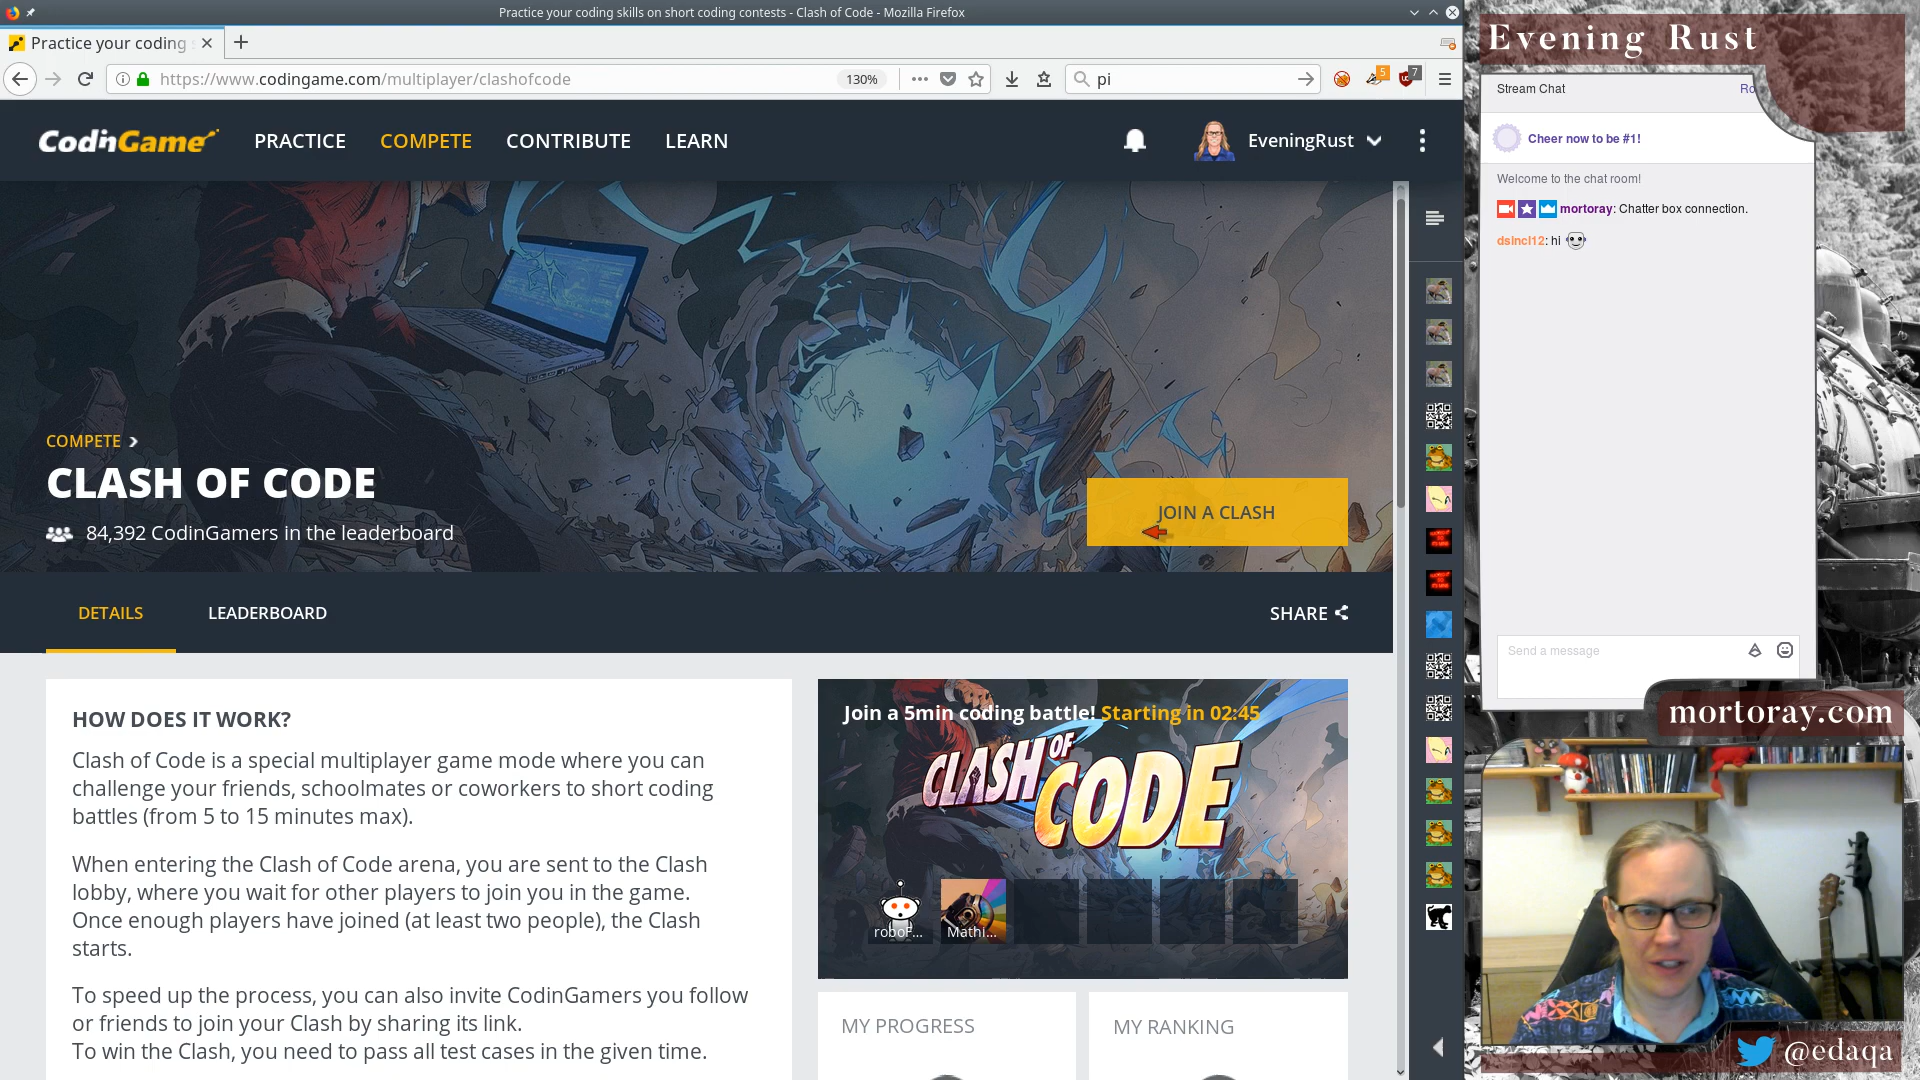 Practice your coding skills on short coding contests - Clash of Code - Mozilla Firefox
Practice your coding
https://www.codingame.com/multiplayer/clashofcode
130%
pi
5
7
CodinGame
PRACTICE
COMPETE
CONTRIBUTE
LEARN
EveningRust
COMPETE
CLASH OF CODE
84,392 CodinGamers in the leaderboard
JOIN A CLASH
DETAILS
LEADERBOARD
SHARE
HOW DOES IT WORK?
Clash of Code is a special multiplayer game mode where you can
challenge your friends, schoolmates or coworkers to short coding
battles (from 5 to 15 minutes max).
When entering the Clash of Code arena, you are sent to the Clash
lobby, where you wait for other players to join you in the game.
Once enough players have joined (at least two people), the Clash
starts.
To speed up the process, you can also invite CodinGamers you follow
or friends to join your Clash by sharing its link.
To win the Clash, you need to pass all test cases in the given time.
Join a 5min coding battle! Starting in 02:45
CLASH OF CODE
roboF...
Mathi...
MY PROGRESS
MY RANKING
Evening Rust
Stream Chat
Ro
Cheer now to be #1!
Welcome to the chat room!
mortoray: Chatter box connection.
dsincl12: hi
Send a message
mortoray.com
@edaqa